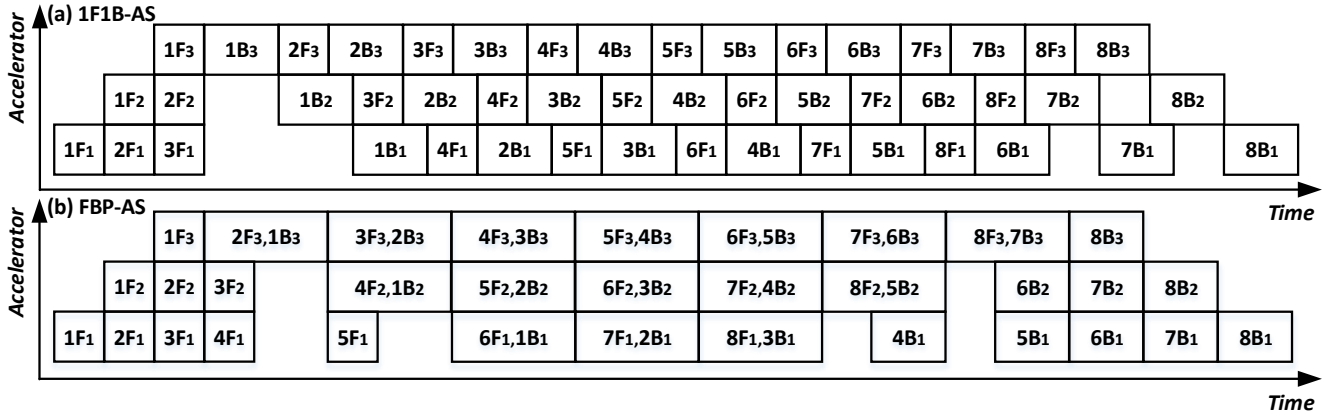 (a) 1F1B-AS
1F3 1B3 2F3 2B3 3F3 3B3 4F3 4B3 5F3 5B3 6F3 6B3 7F3 7B3 8F3 8B3
1F2 2F2 1B2 3F2 2B2 4F2 3B2 5F2 4B2 6F2 5B2 7F2 6B2 8F2 7B2 8B2
1F1 2F1 3F1 1B1 4F1 2B1 5F1 3B1 6F1 4B1 7F1 5B1 8F1 6B1 7B1 8B1
Accelerator
Time
(b) FBP-AS
1F3 2F3,1B3 3F3,2B3 4F3,3B3 5F3,4B3 6F3,5B3 7F3,6B3 8F3,7B3 8B3
1F2 2F2 3F2 4F2,1B2 5F2,2B2 6F2,3B2 7F2,4B2 8F2,5B2 6B2 7B2 8B2
1F1 2F1 3F1 4F1 5F1 6F1,1B1 7F1,2B1 8F1,3B1 4B1 5B1 6B1 7B1 8B1
Accelerator
Time